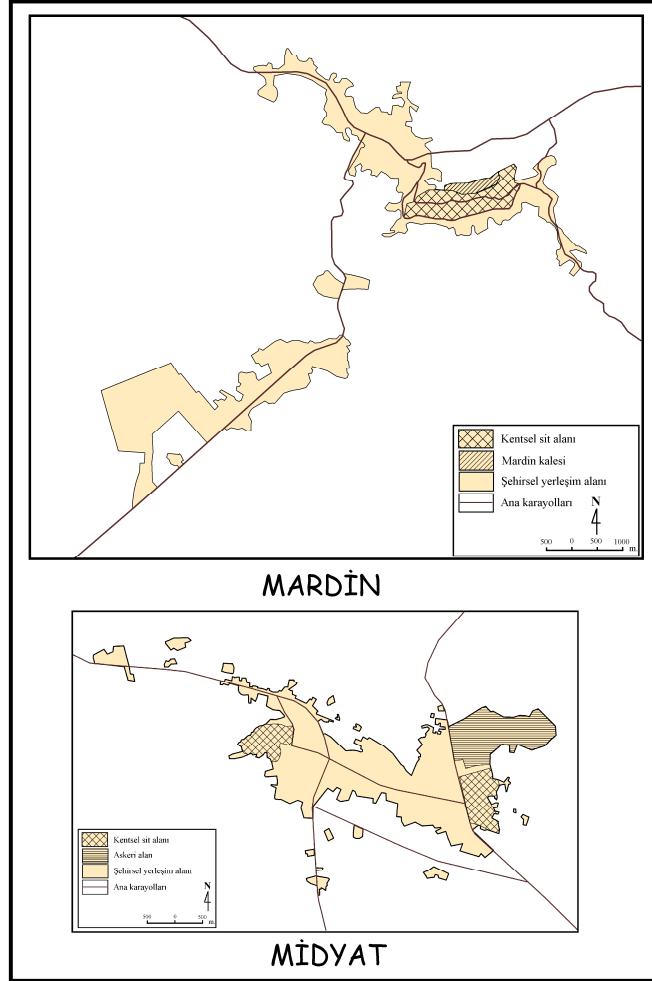 Kentsel sit alanı
Mardin kalesi
Şehirsel yerleşim alanı
Ana karayolları
N
500 0 500 1000
m.
MARDİN
Kentsel sit alanı
Askeri alan
Şehirsel yerleşim alanı
Ana karayolları
N
500 0 500
m.
MİDYAT